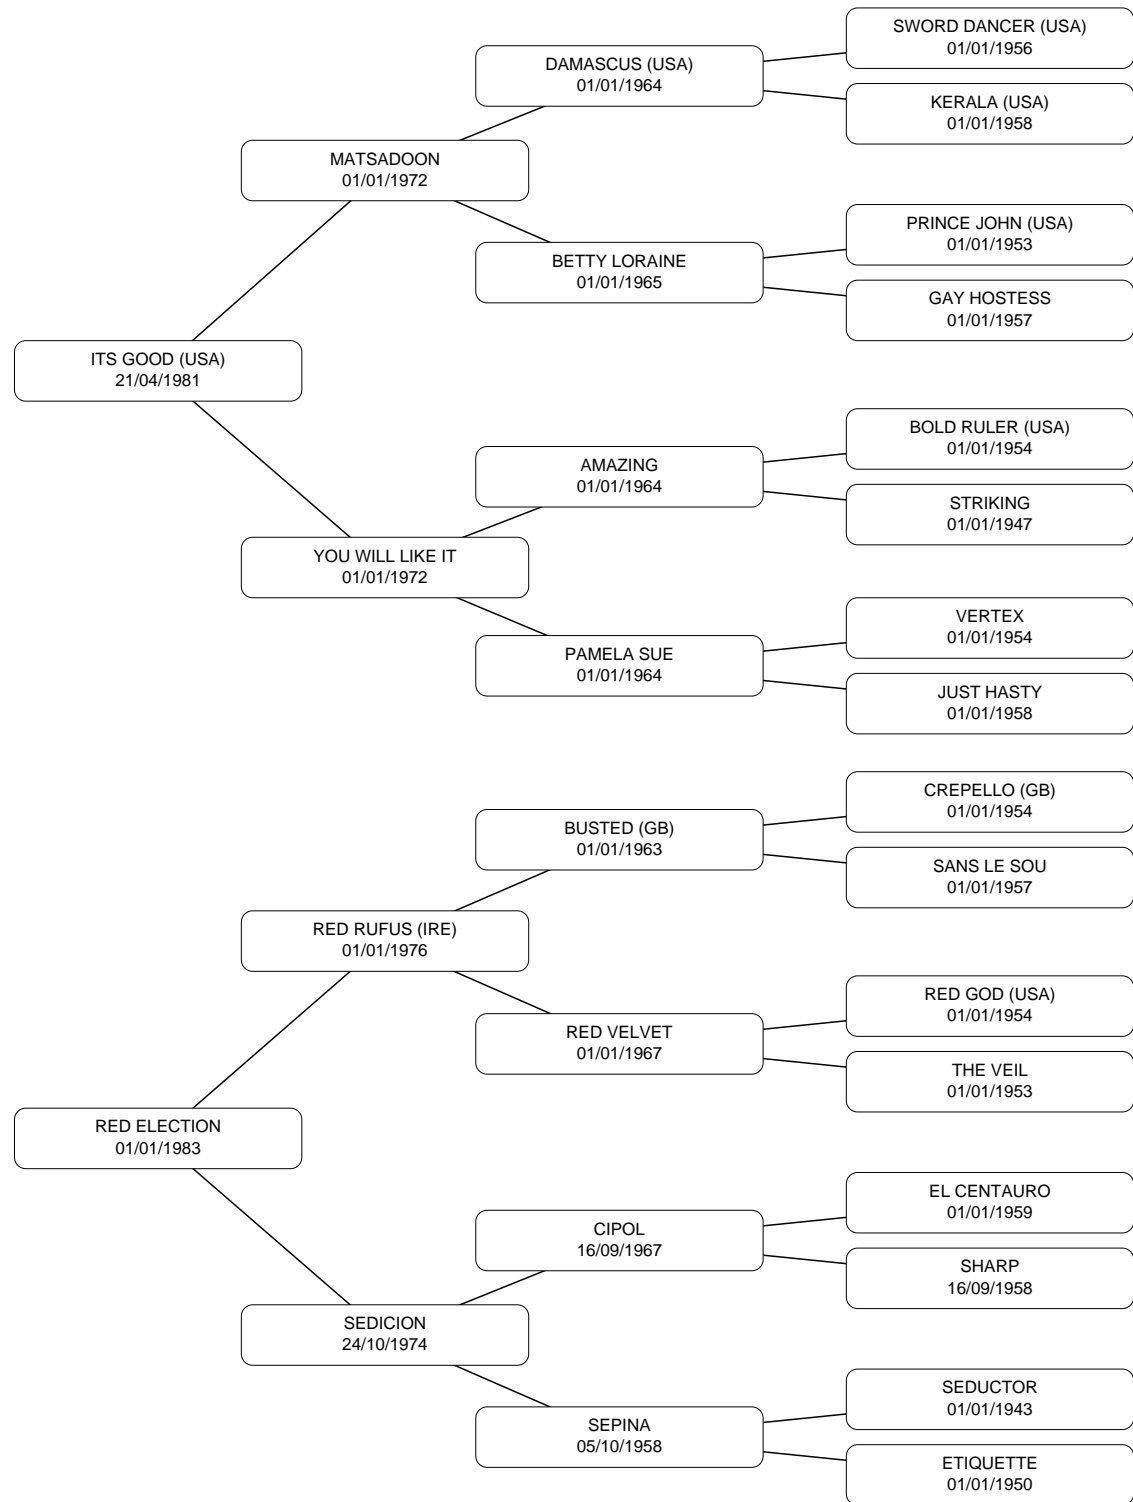 SWORD DANCER (USA)
01/01/1956
DAMASCUS (USA)
01/01/1964
KERALA (USA)
01/01/1958
MATSADOON
01/01/1972
PRINCE JOHN (USA)
01/01/1953
BETTY LORAINE
01/01/1965
GAY HOSTESS
01/01/1957
ITS GOOD (USA)
21/04/1981
BOLD RULER (USA)
01/01/1954
AMAZING
01/01/1964
STRIKING
01/01/1947
YOU WILL LIKE IT
01/01/1972
VERTEX
01/01/1954
PAMELA SUE
01/01/1964
JUST HASTY
01/01/1958
CREPELLO (GB)
01/01/1954
BUSTED (GB)
01/01/1963
SANS LE SOU
01/01/1957
RED RUFUS (IRE)
01/01/1976
RED GOD (USA)
01/01/1954
RED VELVET
01/01/1967
THE VEIL
01/01/1953
RED ELECTION
01/01/1983
EL CENTAURO
01/01/1959
CIPOL
16/09/1967
SHARP
16/09/1958
SEDICION
24/10/1974
SEDUCTOR
01/01/1943
SEPINA
05/10/1958
ETIQUETTE
01/01/1950